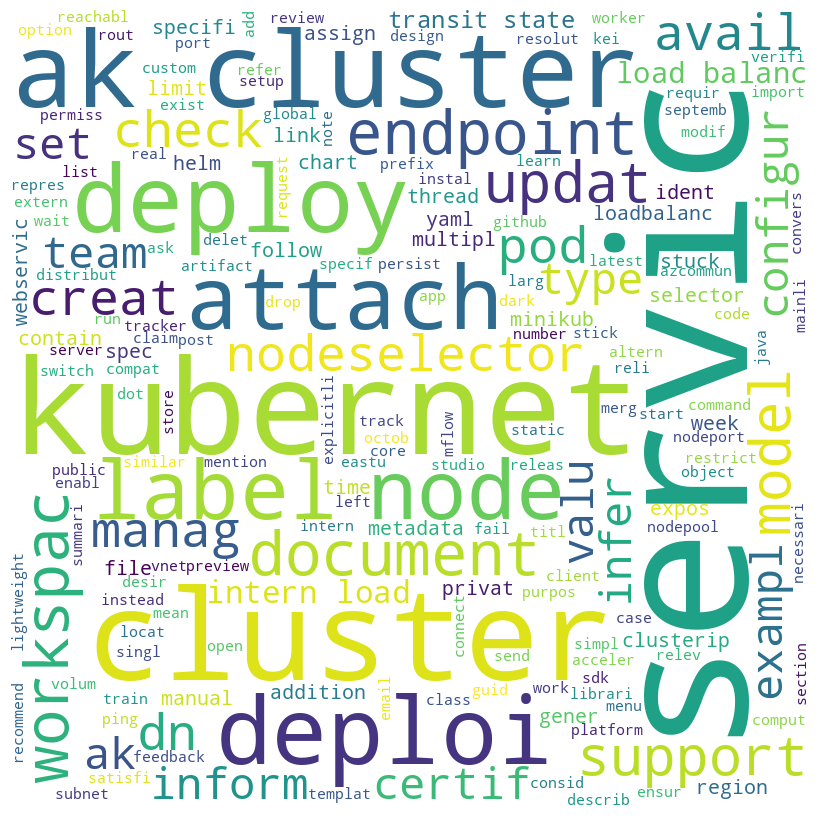 reachabl
option
rout
add
review
specifi
port
assign
transit state
design
resolut
worker
kei
avail
verifi
ak cluster
custom
refer
setup
limit
exist
load balanc
requir
import
septemb
modif
permiss
check
global
link
note
endpoint
set
list
real
helm
chart
prefix
learn
instal
updat
ident
configur
convers
repres
extern
wait
deploy
request
thread
yaml
multipl
github
loadbalanc
webservic
team
ask
delet
follow
pod
latest
stuck
azcommun
distribut
artifact
specif
persist
type
selector
mainli
creat
run
attach
drop
app
dark
larg
minikub
code
tracker
claim
post
number
stick
contain
server
spec
nodeselector
altern
reli
java
switch
compat
dot
store
kubernet
explicitli
track
octob
core
mflow
static
merg
start
command
week
nodeport
restrict
model
servic
public
enabl
similar
mention
eastu
studio
releas
object
summari
label
time
left
node
valu
expos
nodepool
necessari
manag
intern
metadata
fail
titl
document
infer
exampl
workspac
file
vnetpreview
desir
instead
mean
intern load
privat
client
purpos
case
lightweight
locat
singl
open
cluster
connect
send
simpl
acceler
clusterip
relev
section
recommend
volum
train
manual
addition
email
class
guid
work
sdk
librari
menu
ping
dn
deploi
gener
platform
comput
ak
feedback
satisfi
subnet
inform
templat
certif
consid
describ
support
ensur
region